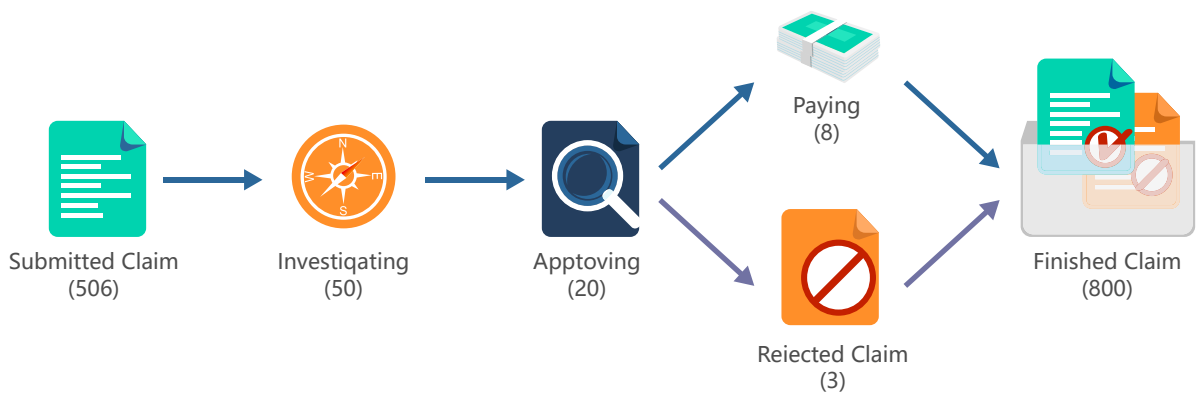 Submitted Claim
(506)
Investiqating
(50)
N
E
S
W
Apptoving
(20)
Paying
(8)
Reiected Claim
(3)
Finished Claim
(800)